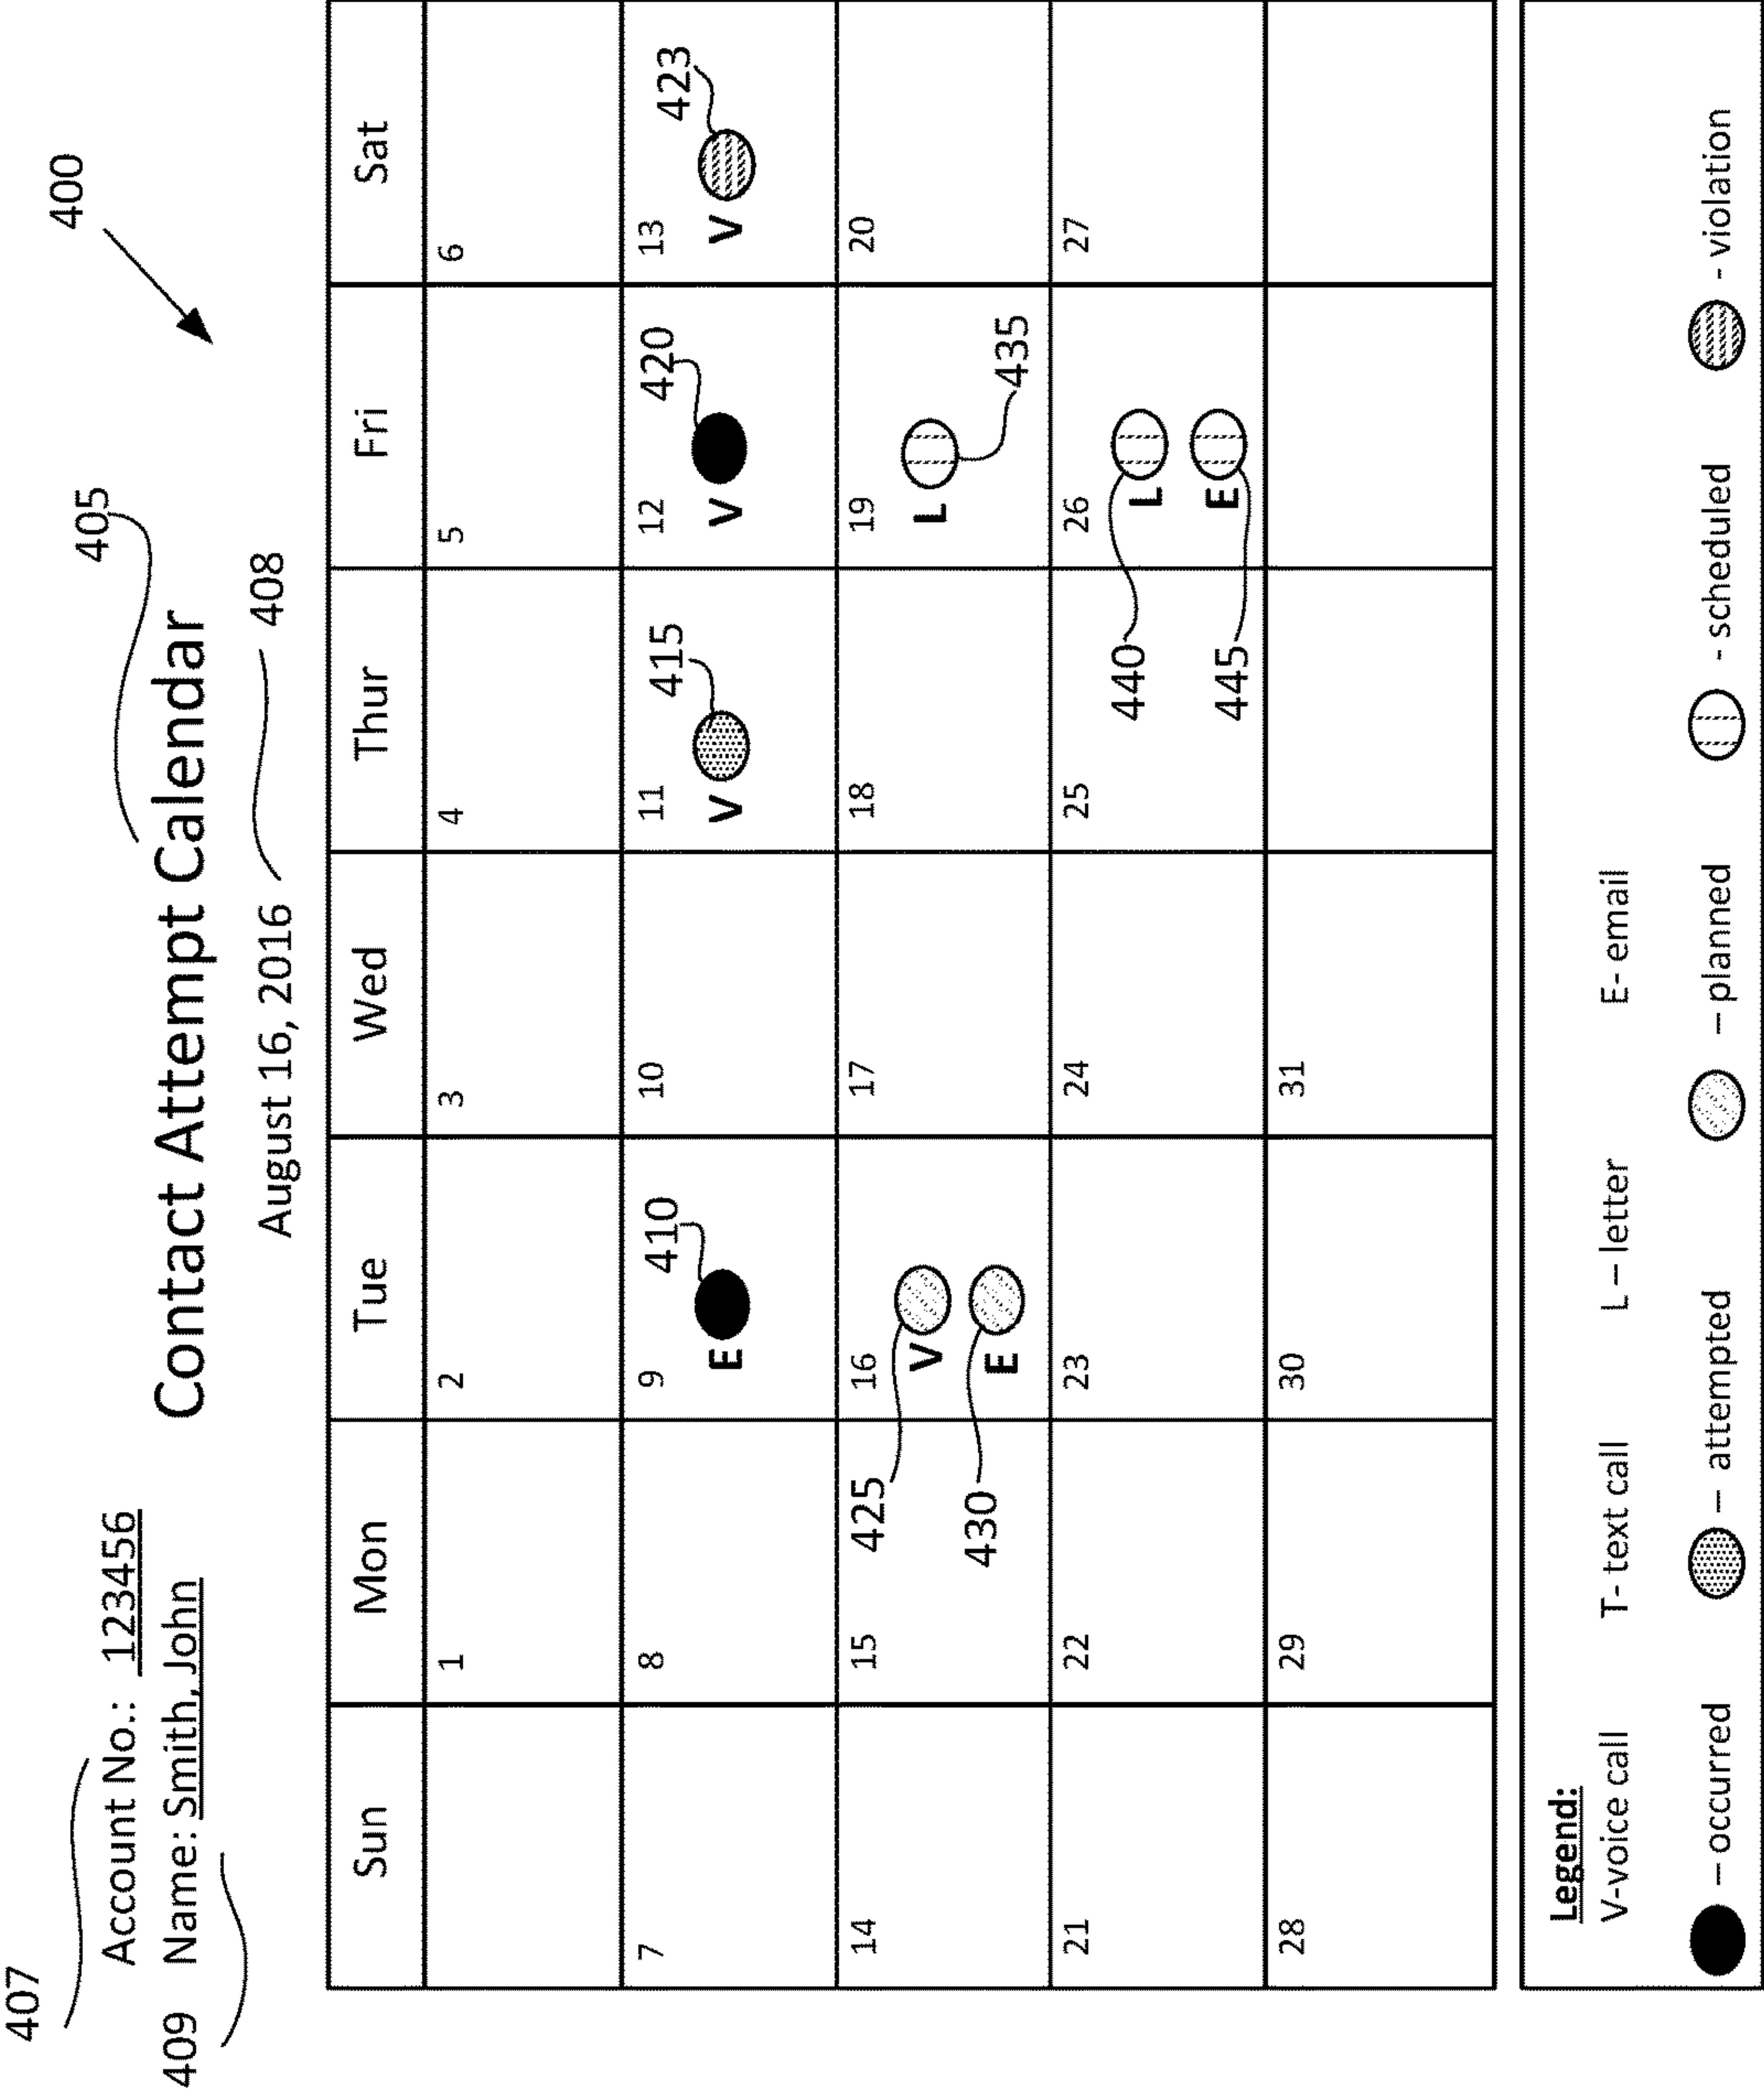 400
405
407
Account No.: 123456
Contact Attempt Calendar
409 Name: Smith, John
August 16, 2016 408
Sun Mon Tue Wed Thur Fri Sat
1 2 3 4 5 6
7 8 9 10 11 12 13
410 415 420 423
E V V V
14 15 16 17 18 19 20
425 V L
430 E 435
21 22 23 24 25 26 27
440 L
445 E
28 29 30 31
Legend:
V-voice call T- text call L – letter E- email
– occurred – attempted – planned - scheduled - violation